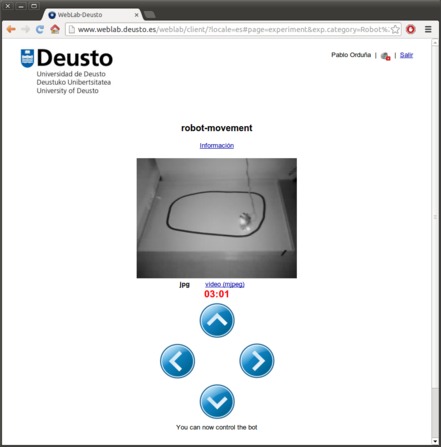 WebLab-Deusto
www.weblab.deusto.es/weblab/client/?locale=es#page=experiment&exp.category=Robot%
Deusto
Universidad de Deusto
Deustuko Unibertsitatea
University of Deusto
Pablo Orduña | | Salir
robot-movement
Información
jpg video (mjpeg)
03:01
You can now control the bot